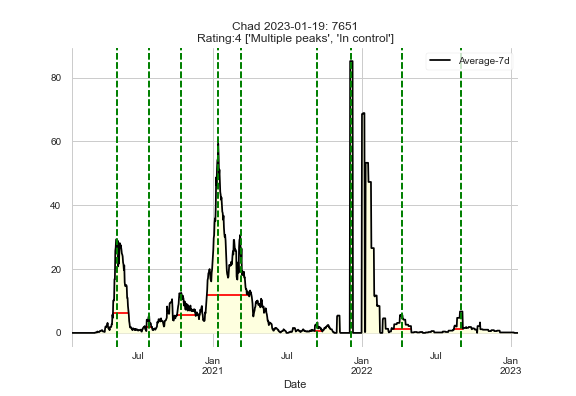 Chad 2023-01-19: 7651
Rating:4 ['Multiple peaks', 'In control']
Average-7d
80
60
40
20
0
Jul
Jan
2021
Jul
Jan
2022
Jul
Jan
2023
Date